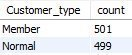 Customer_type count
Member 501
Normal 499